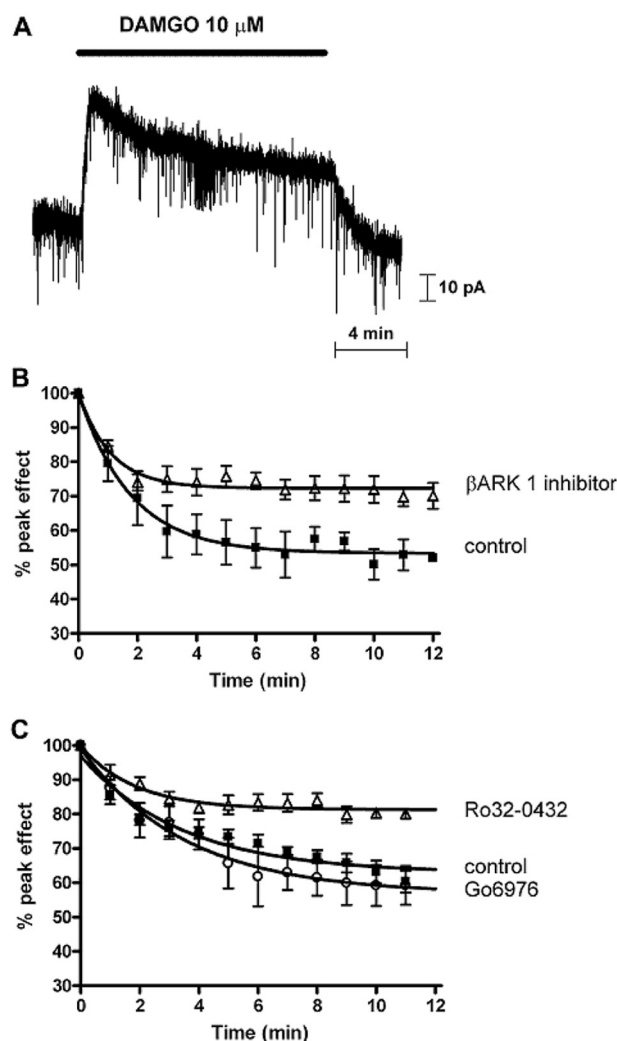 A
DAMGO 10 μM
10 pA
4 min
B
100
90
80
70
60
50
40
30
% peak effect
βARK 1 inhibitor
control
0 2 4 6 8 10 12
Time (min)
C
100
90
80
70
60
50
40
30
% peak effect
Ro32-0432
control
Go6976
0 2 4 6 8 10 12
Time (min)